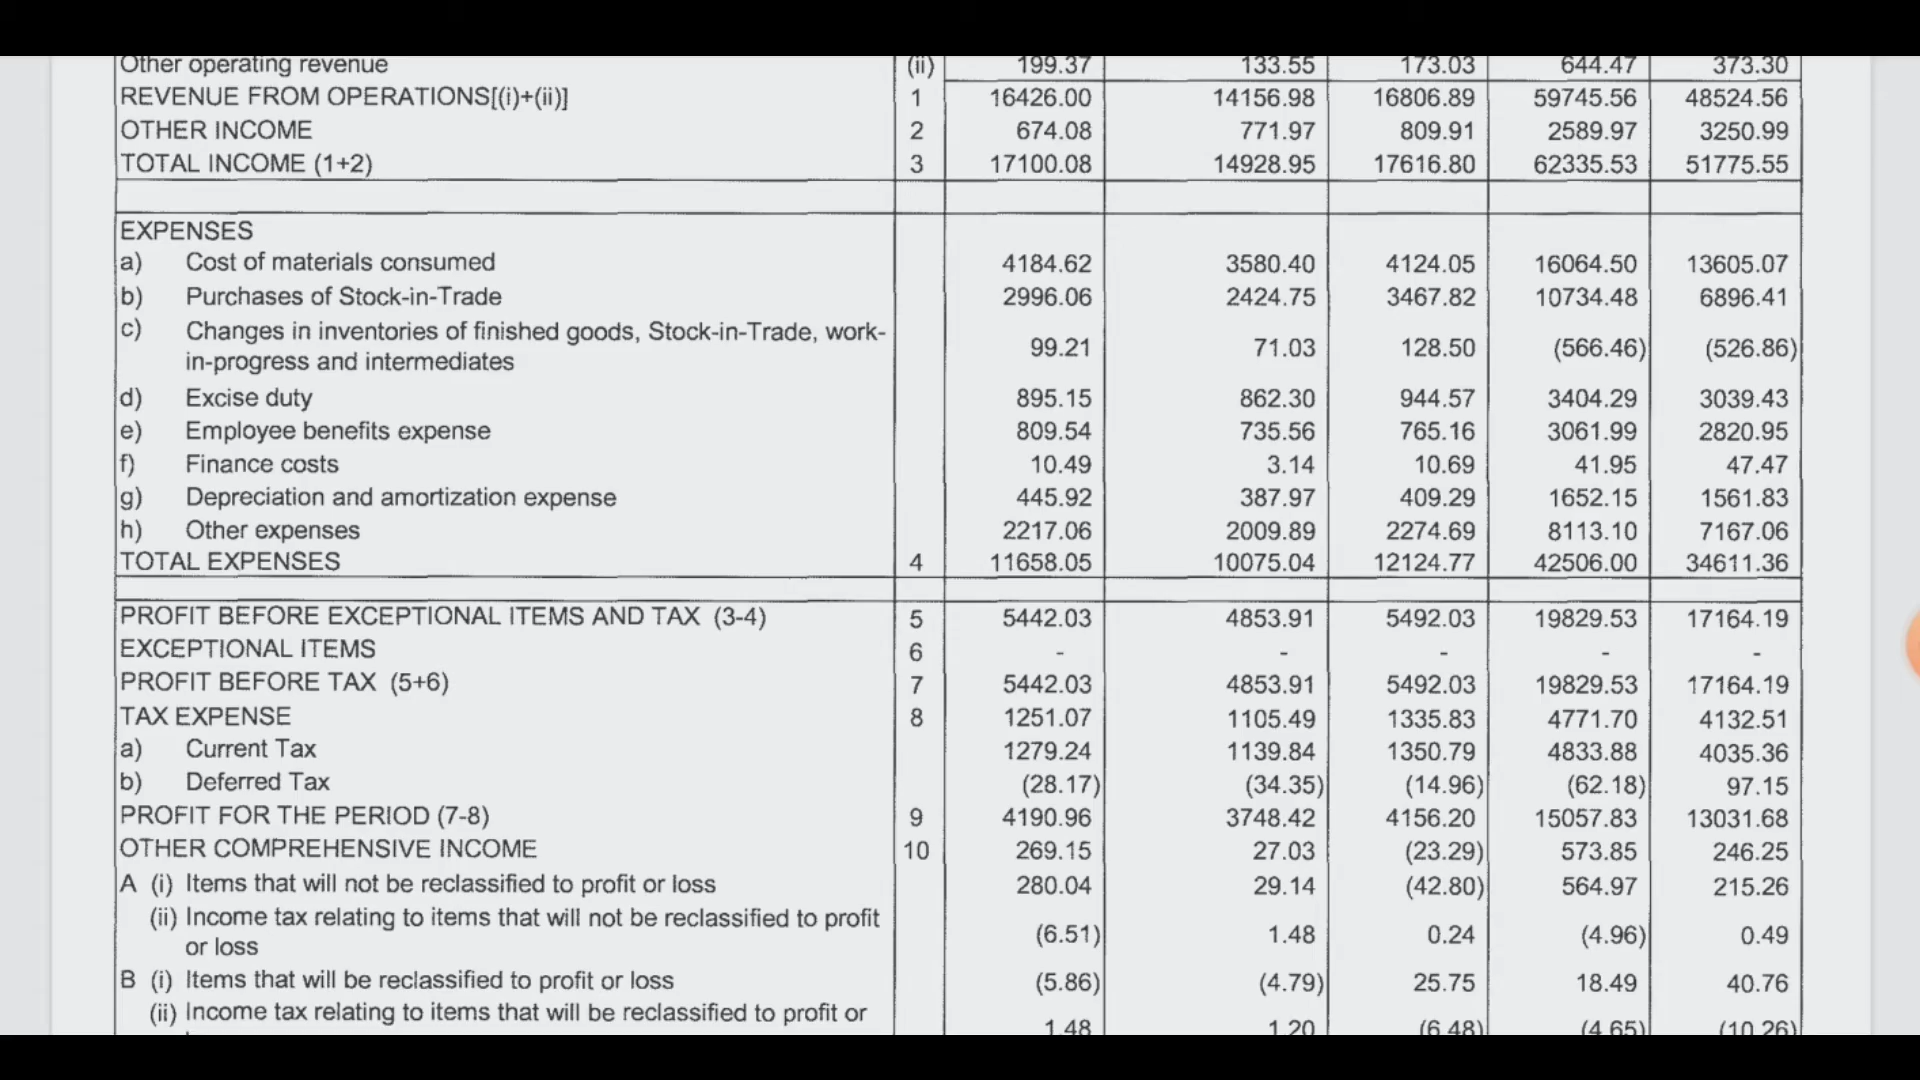 Other operating revenue (ii) 199.37 133.55 173.03 644.47 373.30
REVENUE FROM OPERATIONS[(i)+(ii)] 1 16426.00 14156.98 16806.89 59745.56 48524.56
OTHER INCOME 2 674.08 771.97 809.91 2589.97 3250.99
TOTAL INCOME (1+2) 3 17100.08 14928.95 17616.80 62335.53 51775.55
EXPENSES
a) Cost of materials consumed 4184.62 3580.40 4124.05 16064.50 13605.07
b) Purchases of Stock-in-Trade 2996.06 2424.75 3467.82 10734.48 6896.41
c) Changes in inventories of finished goods, Stock-in-Trade, work-
in-progress and intermediates 99.21 71.03 128.50 (566.46) (526.86)
d) Excise duty 895.15 862.30 944.57 3404.29 3039.43
e) Employee benefits expense 809.54 735.56 765.16 3061.99 2820.95
f) Finance costs 10.49 3.14 10.69 41.95 47.47
g) Depreciation and amortization expense 445.92 387.97 409.29 1652.15 1561.83
h) Other expenses 2217.06 2009.89 2274.69 8113.10 7167.06
TOTAL EXPENSES 4 11658.05 10075.04 12124.77 42506.00 34611.36
PROFIT BEFORE EXCEPTIONAL ITEMS AND TAX (3-4) 5 5442.03 4853.91 5492.03 19829.53 17164.19
EXCEPTIONAL ITEMS 6 - - - - -
PROFIT BEFORE TAX (5+6) 7 5442.03 4853.91 5492.03 19829.53 17164.19
TAX EXPENSE 8 1251.07 1105.49 1335.83 4771.70 4132.51
a) Current Tax 1279.24 1139.84 1350.79 4833.88 4035.36
b) Deferred Tax (28.17) (34.35) (14.96) (62.18) 97.15
PROFIT FOR THE PERIOD (7-8) 9 4190.96 3748.42 4156.20 15057.83 13031.68
OTHER COMPREHENSIVE INCOME 10 269.15 27.03 (23.29) 573.85 246.25
A (i) Items that will not be reclassified to profit or loss 280.04 29.14 (42.80) 564.97 215.26
(ii) Income tax relating to items that will not be reclassified to profit
or loss (6.51) 1.48 0.24 (4.96) 0.49
B (i) Items that will be reclassified to profit or loss (5.86) (4.79) 25.75 18.49 40.76
(ii) Income tax relating to items that will be reclassified to profit or
1.48 1.20 (6.48) (4.65) (10.26)